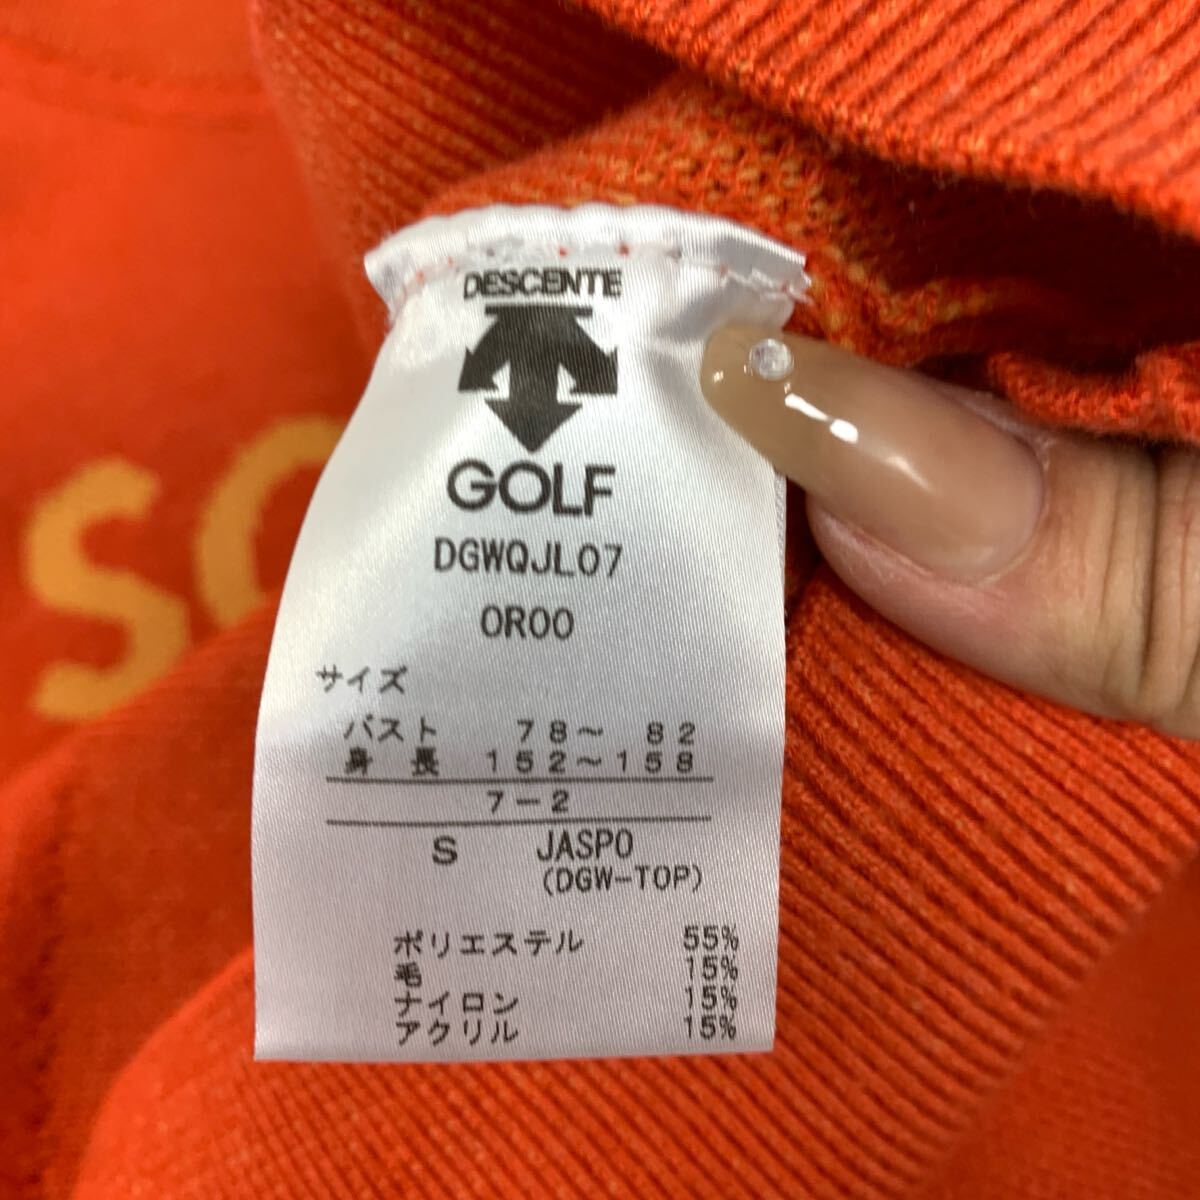 DESCENTE
GOLF
DGWQJL07
OR00
サイズ
バスト 78～ 82
身 長 152～158
7-2
S JASPO
(DGW-TOP)
ポリエステル 55%
毛 15%
ナイロン 15%
アクリル 15%